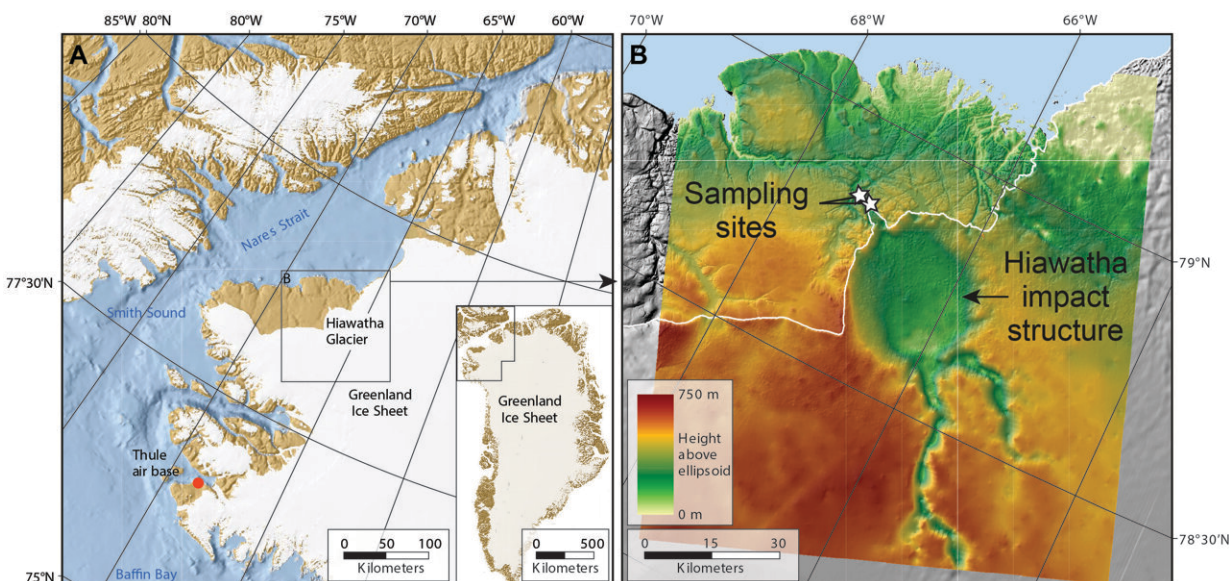 85°W 80°W
80°W
75°W
70°W
65°W
60°W
A
77°30'N
75°N
Nares Strait
B
Smith Sound
Hiawatha
Glacier
Greenland
Ice Sheet
Thule
air base
Baffin Bay
0 50 100
Kilometers
Greenland
Ice Sheet
0 500
Kilometers
70°W
68°W
66°W
B
Sampling
sites
Hiawatha
impact
structure
79°N
78°30'N
750 m
Height
above
ellipsoid
0 m
0 15 30
Kilometers